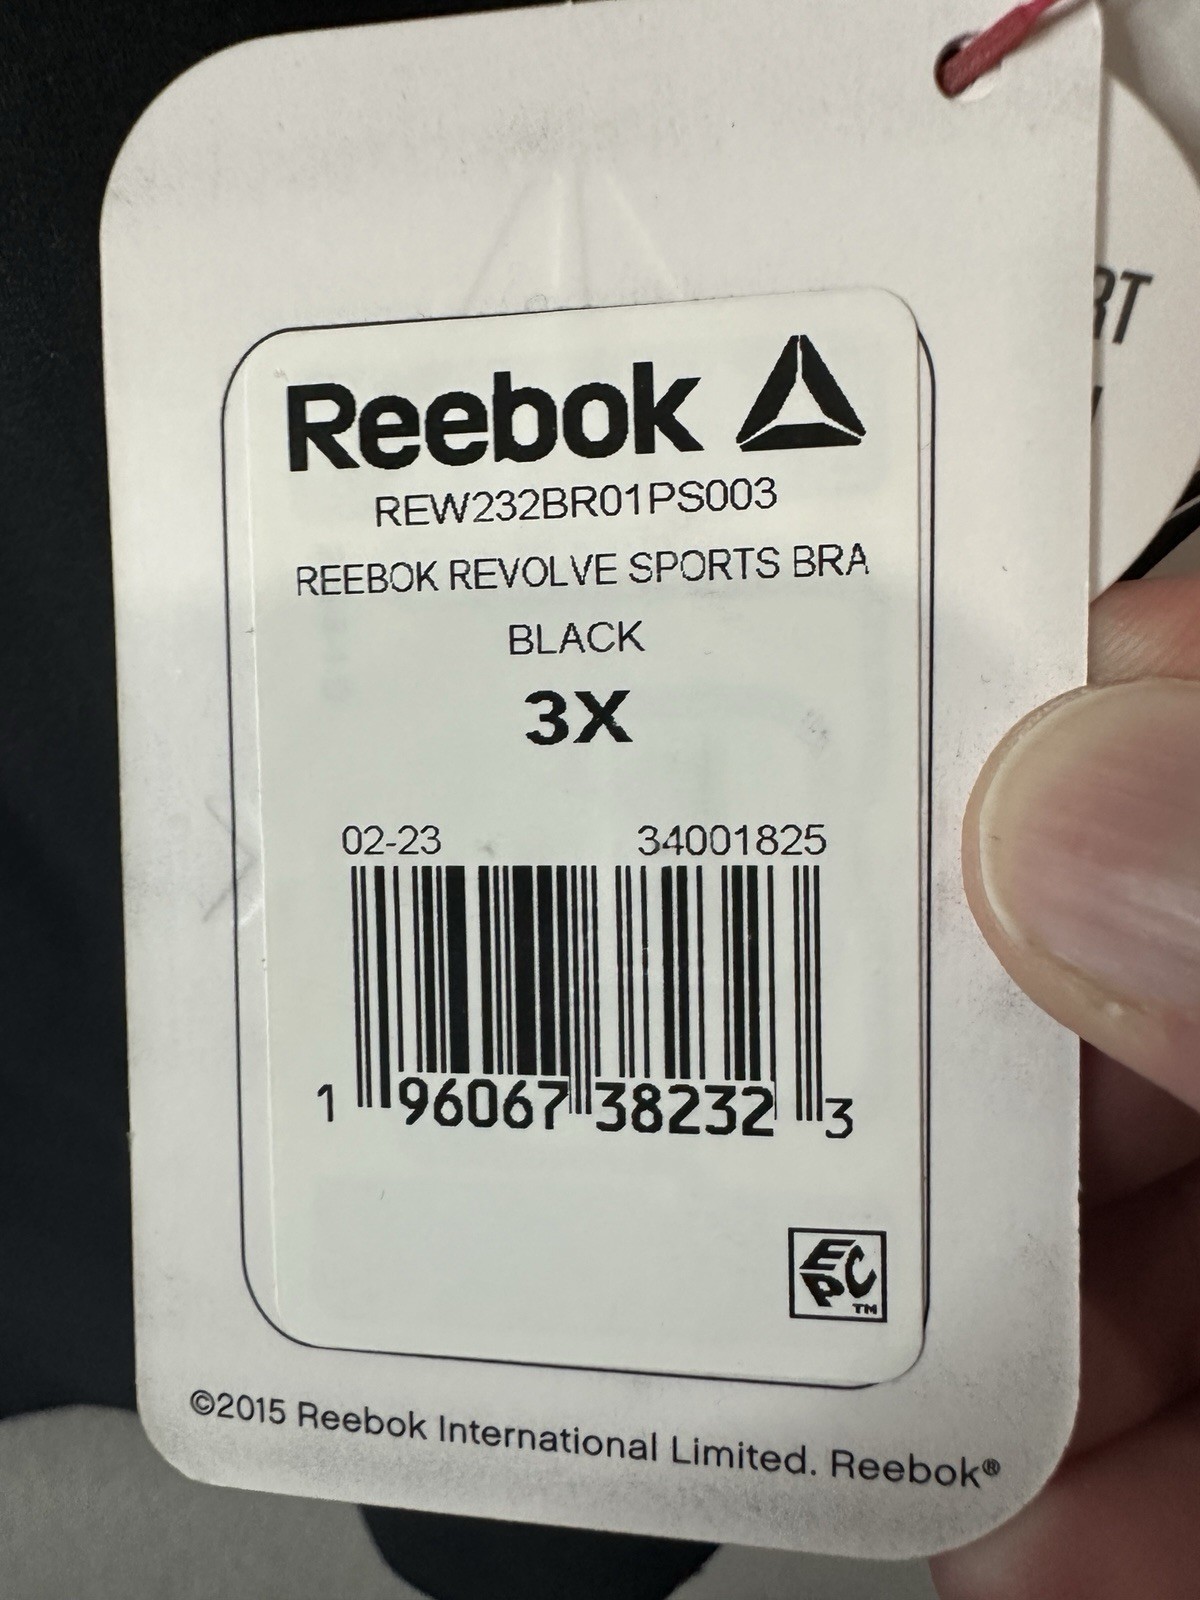 Reebok
REW232BR01PS003
REEBOK REVOLVE SPORTS BRA
BLACK
3X
02-23 34001825
1 96067 38232 3
EPC™
©2015 Reebok International Limited. Reebok®